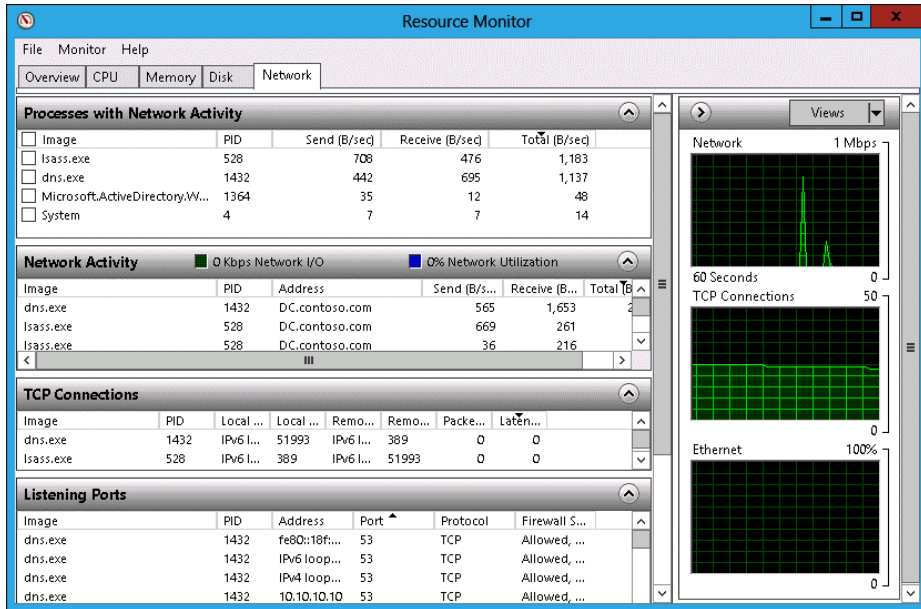 Resource Monitor
File Monitor Help
Overview CPU Memory Disk Network
Processes with Network Activity
Image PID Send (B/sec) Receive (B/sec) Total (B/sec)
lsass.exe 528 708 476 1,183
dns.exe 1432 442 695 1,137
Microsoft.ActiveDirectory.W... 1364 35 12 48
System 4 7 7 14
Network Activity 0 Kbps Network I/O 0% Network Utilization
Image PID Address Send (B/s... Receive (B... Total (B
dns.exe 1432 DC.contoso.com 565 1,653 2
lsass.exe 528 DC.contoso.com 669 261
lsass.exe 528 DC.contoso.com 36 216
TCP Connections
Image PID Local ... Local ... Remo... Remo... Packe... Laten...
dns.exe 1432 IPv6 l... 51993 IPv6 l... 389 0 0
lsass.exe 528 IPv6 l... 389 IPv6 l... 51993 0 0
Listening Ports
Image PID Address Port Protocol Firewall S...
dns.exe 1432 fe80::18f:... 53 TCP Allowed, ...
dns.exe 1432 IPv6 loop... 53 TCP Allowed, ...
dns.exe 1432 IPv4 loop... 53 TCP Allowed, ...
dns.exe 1432 10.10.10.10 53 TCP Allowed, ...
Views
Network 1 Mbps
60 Seconds 0
TCP Connections 50
0
Ethernet 100%
0